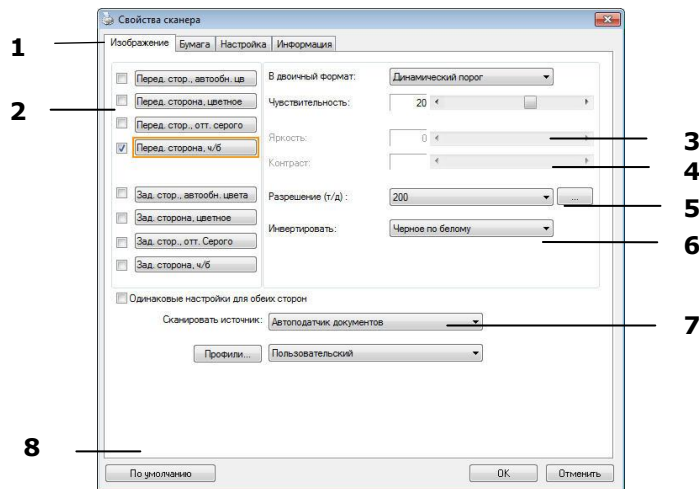 Свойства сканера
1
Изображение Бумага Настройка Информация
Перед. стор., автообн. цв
В двоичный формат: Динамический порог
2
Перед. сторона, цветное
Чувствительность: 20
Перед. стор., отт. серого
Яркость: 0
3
Перед. сторона, ч/б
Контраст:
4
Зад. стор., автообн. цвета
Разрешение (т/д) : 200 ...
5
Зад. сторона, цветное
Инвертировать: Черное по белому
6
Зад. стор., отт. Серого
Зад. сторона, ч/б
Одинаковые настройки для обеих сторон
Сканировать источник: Автоподатчик документов
7
Профили... Пользовательский
8
По умолчанию OK Отменить